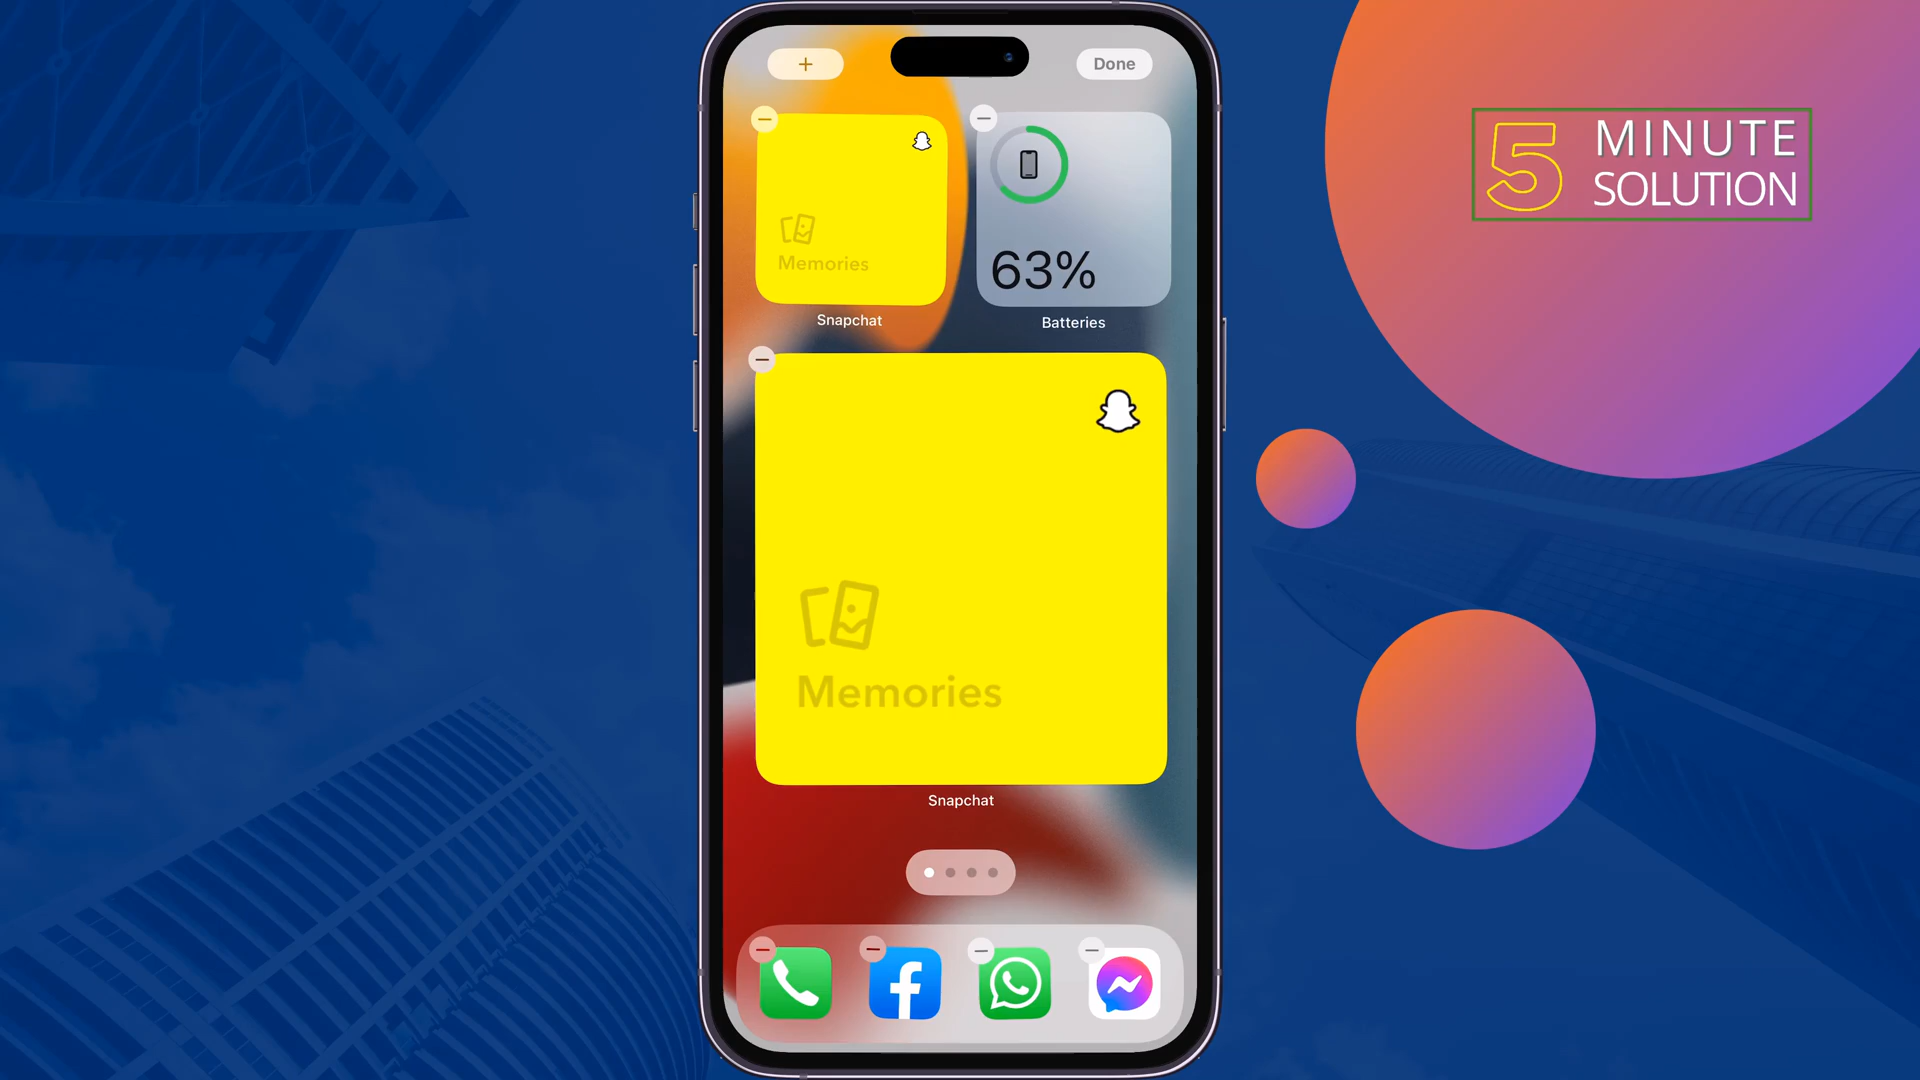 +
Done
Memories
Snapchat
63%
Batteries
Memories
Snapchat
5 MINUTE
SOLUTION